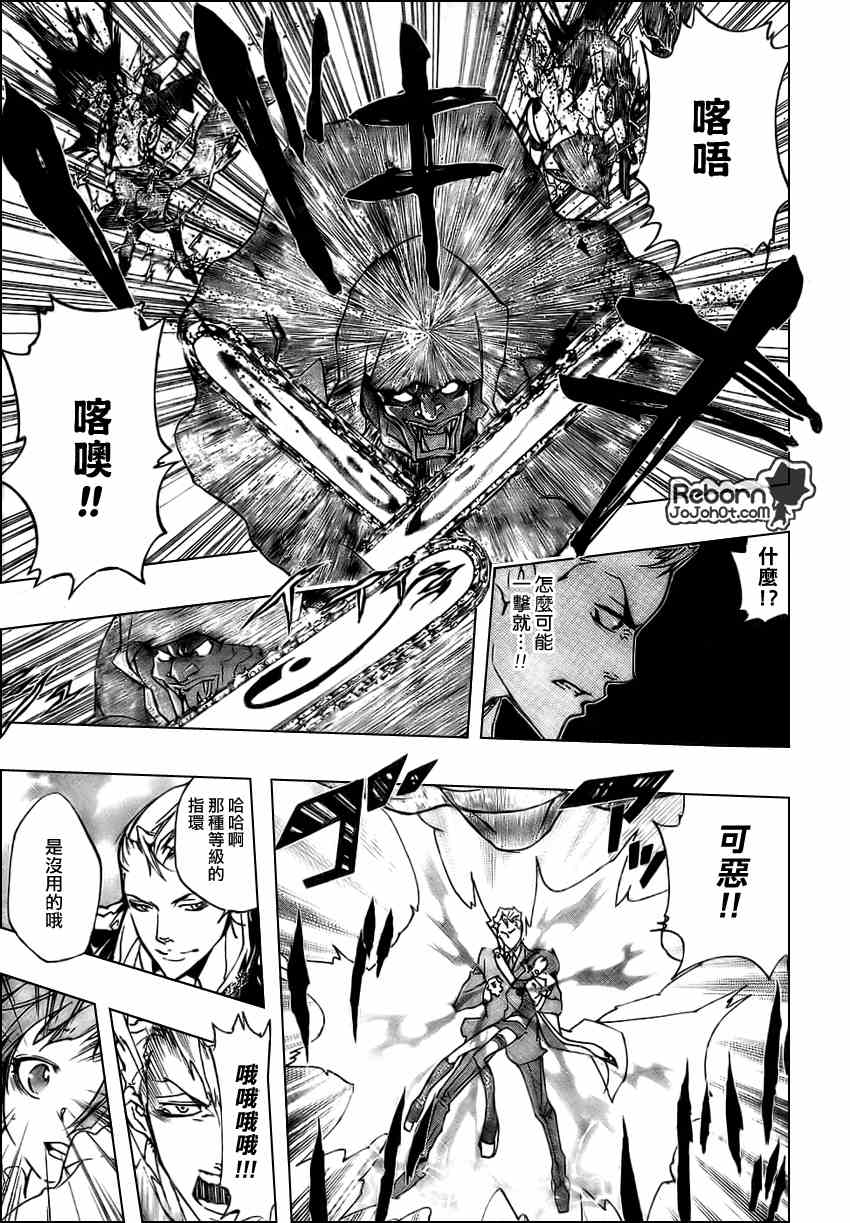 喀唔
喀噢!!
Reborn
JoJoHot.com
什麼!?
怎麼可能
一擊就…!!
可惡!!
哈哈啊
那種等級的
指環
是沒用的哦
哦哦哦哦!!!